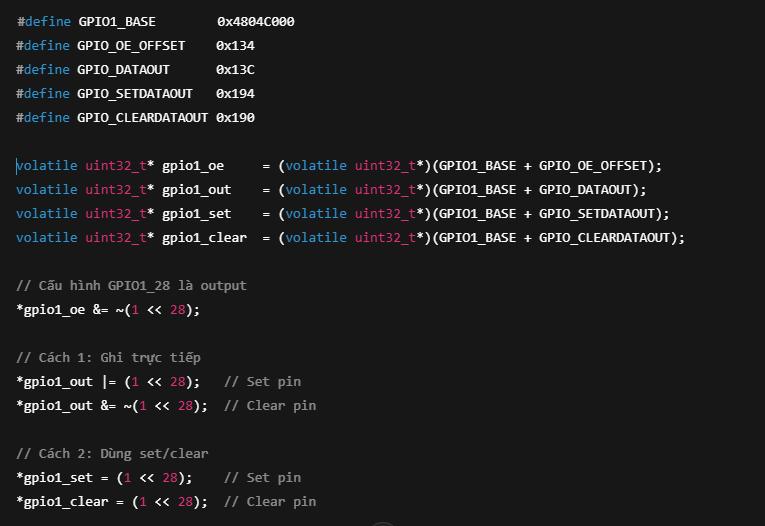 #define GPIO1_BASE        0x4804C000
#define GPIO_OE_OFFSET    0x134
#define GPIO_DATAOUT      0x13C
#define GPIO_SETDATAOUT   0x194
#define GPIO_CLEARDATAOUT 0x190
volatile uint32_t* gpio1_oe     = (volatile uint32_t*)(GPIO1_BASE + GPIO_OE_OFFSET);
volatile uint32_t* gpio1_out    = (volatile uint32_t*)(GPIO1_BASE + GPIO_DATAOUT);
volatile uint32_t* gpio1_set    = (volatile uint32_t*)(GPIO1_BASE + GPIO_SETDATAOUT);
volatile uint32_t* gpio1_clear  = (volatile uint32_t*)(GPIO1_BASE + GPIO_CLEARDATAOUT);
// Cấu hình GPIO1_28 là output
*gpio1_oe &= ~(1 << 28);
// Cách 1: Ghi trực tiếp
*gpio1_out |= (1 << 28);   // Set pin
*gpio1_out &= ~(1 << 28);  // Clear pin
// Cách 2: Dùng set/clear
*gpio1_set = (1 << 28);    // Set pin
*gpio1_clear = (1 << 28);  // Clear pin